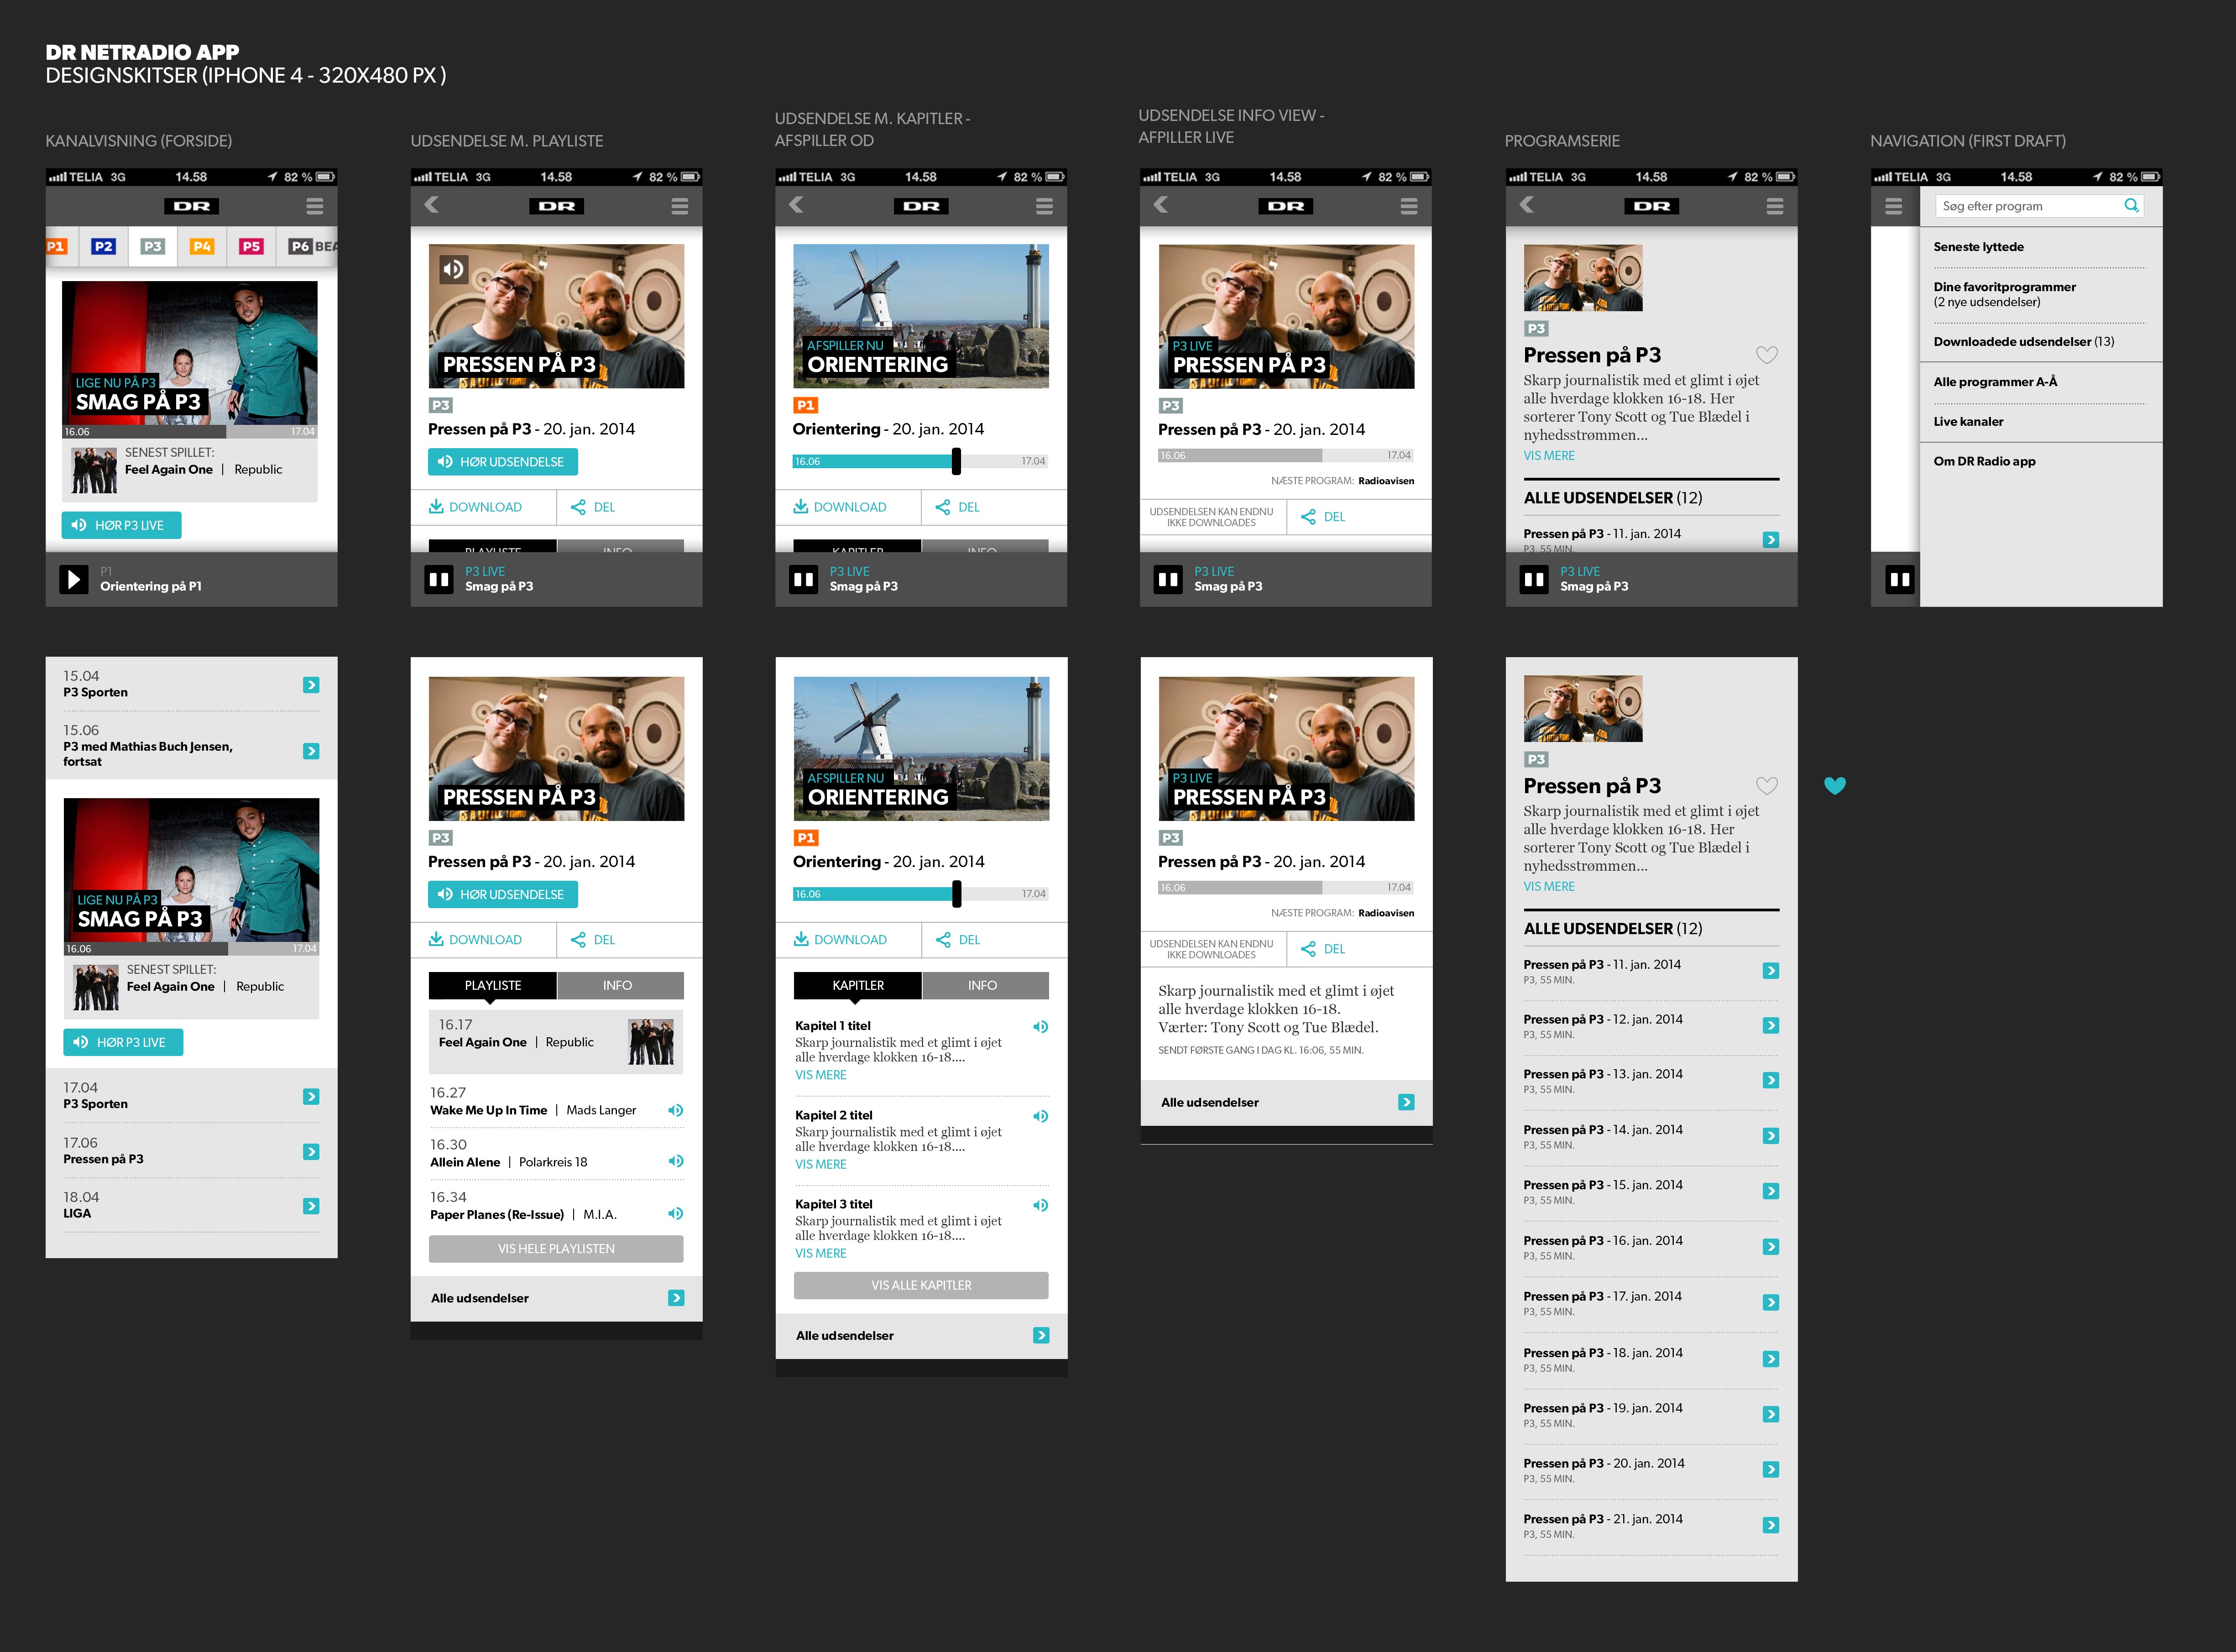 DR NETRADIO APP
DESIGNSKITSER (IPHONE 4 - 320X480 PX )
KANALVISNING (FORSIDE)
TELIA 3G 14.58 82 %
DR
P1 P2 P3 P4 P5 P6 BEA
LIGE NU PÅ P3
SMAG PÅ P3
16.06 17.04
SENEST SPILLET:
Feel Again One | Republic
HØR P3 LIVE
P1
Orientering på P1
UDSENDELSE M. PLAYLISTE
TELIA 3G 14.58 82 %
DR
PRESSEN PÅ P3
P3
Pressen på P3 - 20. jan. 2014
HØR UDSENDELSE
DOWNLOAD DEL
PLAYLISTE INFO
P3 LIVE
Smag på P3
UDSENDELSE M. KAPITLER -
AFSPILLER OD
TELIA 3G 14.58 82 %
DR
AFSPILLER NU
ORIENTERING
P1
Orientering - 20. jan. 2014
16.06 17.04
DOWNLOAD DEL
KAPITLER INFO
P3 LIVE
Smag på P3
UDSENDELSE INFO VIEW -
AFPILLER LIVE
TELIA 3G 14.58 82 %
DR
P3 LIVE
PRESSEN PÅ P3
P3
Pressen på P3 - 20. jan. 2014
16.06 17.04
NÆSTE PROGRAM: Radioavisen
UDSENDELSEN KAN ENDNU
IKKE DOWNLOADES
DEL
P3 LIVE
Smag på P3
PROGRAMSERIE
TELIA 3G 14.58 82 %
DR
P3
Pressen på P3
Skarp journalistik med et glimt i øjet
alle hverdage klokken 16-18. Her
sorterer Tony Scott og Tue Blædel i
nyhedsstrømmen...
VIS MERE
ALLE UDSENDELSER (12)
Pressen på P3 - 11. jan. 2014
P3, 55 MIN.
P3 LIVE
Smag på P3
NAVIGATION (FIRST DRAFT)
TELIA 3G 14.58 82 %
Søg efter program
Seneste lyttede
Dine favoritprogrammer
(2 nye udsendelser)
Downloadede udsendelser (13)
Alle programmer A-Å
Live kanaler
Om DR Radio app
15.04
P3 Sporten
15.06
P3 med Mathias Buch Jensen,
fortsat
LIGE NU PÅ P3
SMAG PÅ P3
16.06 17.04
SENEST SPILLET:
Feel Again One | Republic
HØR P3 LIVE
17.04
P3 Sporten
17.06
Pressen på P3
18.04
LIGA
PRESSEN PÅ P3
P3
Pressen på P3 - 20. jan. 2014
HØR UDSENDELSE
DOWNLOAD DEL
PLAYLISTE INFO
16.17
Feel Again One | Republic
16.27
Wake Me Up In Time | Mads Langer
16.30
Allein Alene | Polarkreis 18
16.34
Paper Planes (Re-Issue) | M.I.A.
VIS HELE PLAYLISTEN
Alle udsendelser
AFSPILLER NU
ORIENTERING
P1
Orientering - 20. jan. 2014
16.06 17.04
DOWNLOAD DEL
KAPITLER INFO
Kapitel 1 titel
Skarp journalistik med et glimt i øjet
alle hverdage klokken 16-18....
VIS MERE
Kapitel 2 titel
Skarp journalistik med et glimt i øjet
alle hverdage klokken 16-18....
VIS MERE
Kapitel 3 titel
Skarp journalistik med et glimt i øjet
alle hverdage klokken 16-18....
VIS MERE
VIS ALLE KAPITLER
Alle udsendelser
P3 LIVE
PRESSEN PÅ P3
P3
Pressen på P3 - 20. jan. 2014
16.06 17.04
NÆSTE PROGRAM: Radioavisen
UDSENDELSEN KAN ENDNU
IKKE DOWNLOADES
DEL
Skarp journalistik med et glimt i øjet
alle hverdage klokken 16-18.
Værter: Tony Scott og Tue Blædel.
SENDT FØRSTE GANG I DAG KL. 16:06, 55 MIN.
Alle udsendelser
P3
Pressen på P3
Skarp journalistik med et glimt i øjet
alle hverdage klokken 16-18. Her
sorterer Tony Scott og Tue Blædel i
nyhedsstrømmen...
VIS MERE
ALLE UDSENDELSER (12)
Pressen på P3 - 11. jan. 2014
P3, 55 MIN.
Pressen på P3 - 12. jan. 2014
P3, 55 MIN.
Pressen på P3 - 13. jan. 2014
P3, 55 MIN.
Pressen på P3 - 14. jan. 2014
P3, 55 MIN.
Pressen på P3 - 15. jan. 2014
P3, 55 MIN.
Pressen på P3 - 16. jan. 2014
P3, 55 MIN.
Pressen på P3 - 17. jan. 2014
P3, 55 MIN.
Pressen på P3 - 18. jan. 2014
P3, 55 MIN.
Pressen på P3 - 19. jan. 2014
P3, 55 MIN.
Pressen på P3 - 20. jan. 2014
P3, 55 MIN.
Pressen på P3 - 21. jan. 2014
P3, 55 MIN.